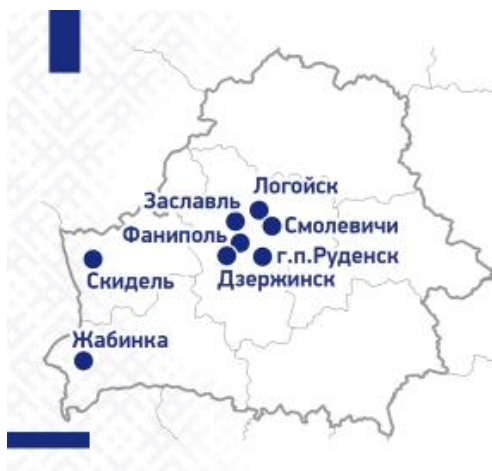 Логойск
Заславль
Смолевичи
Фаниполь
г.п.Руденск
Дзержинск
Скидель
Жабинка